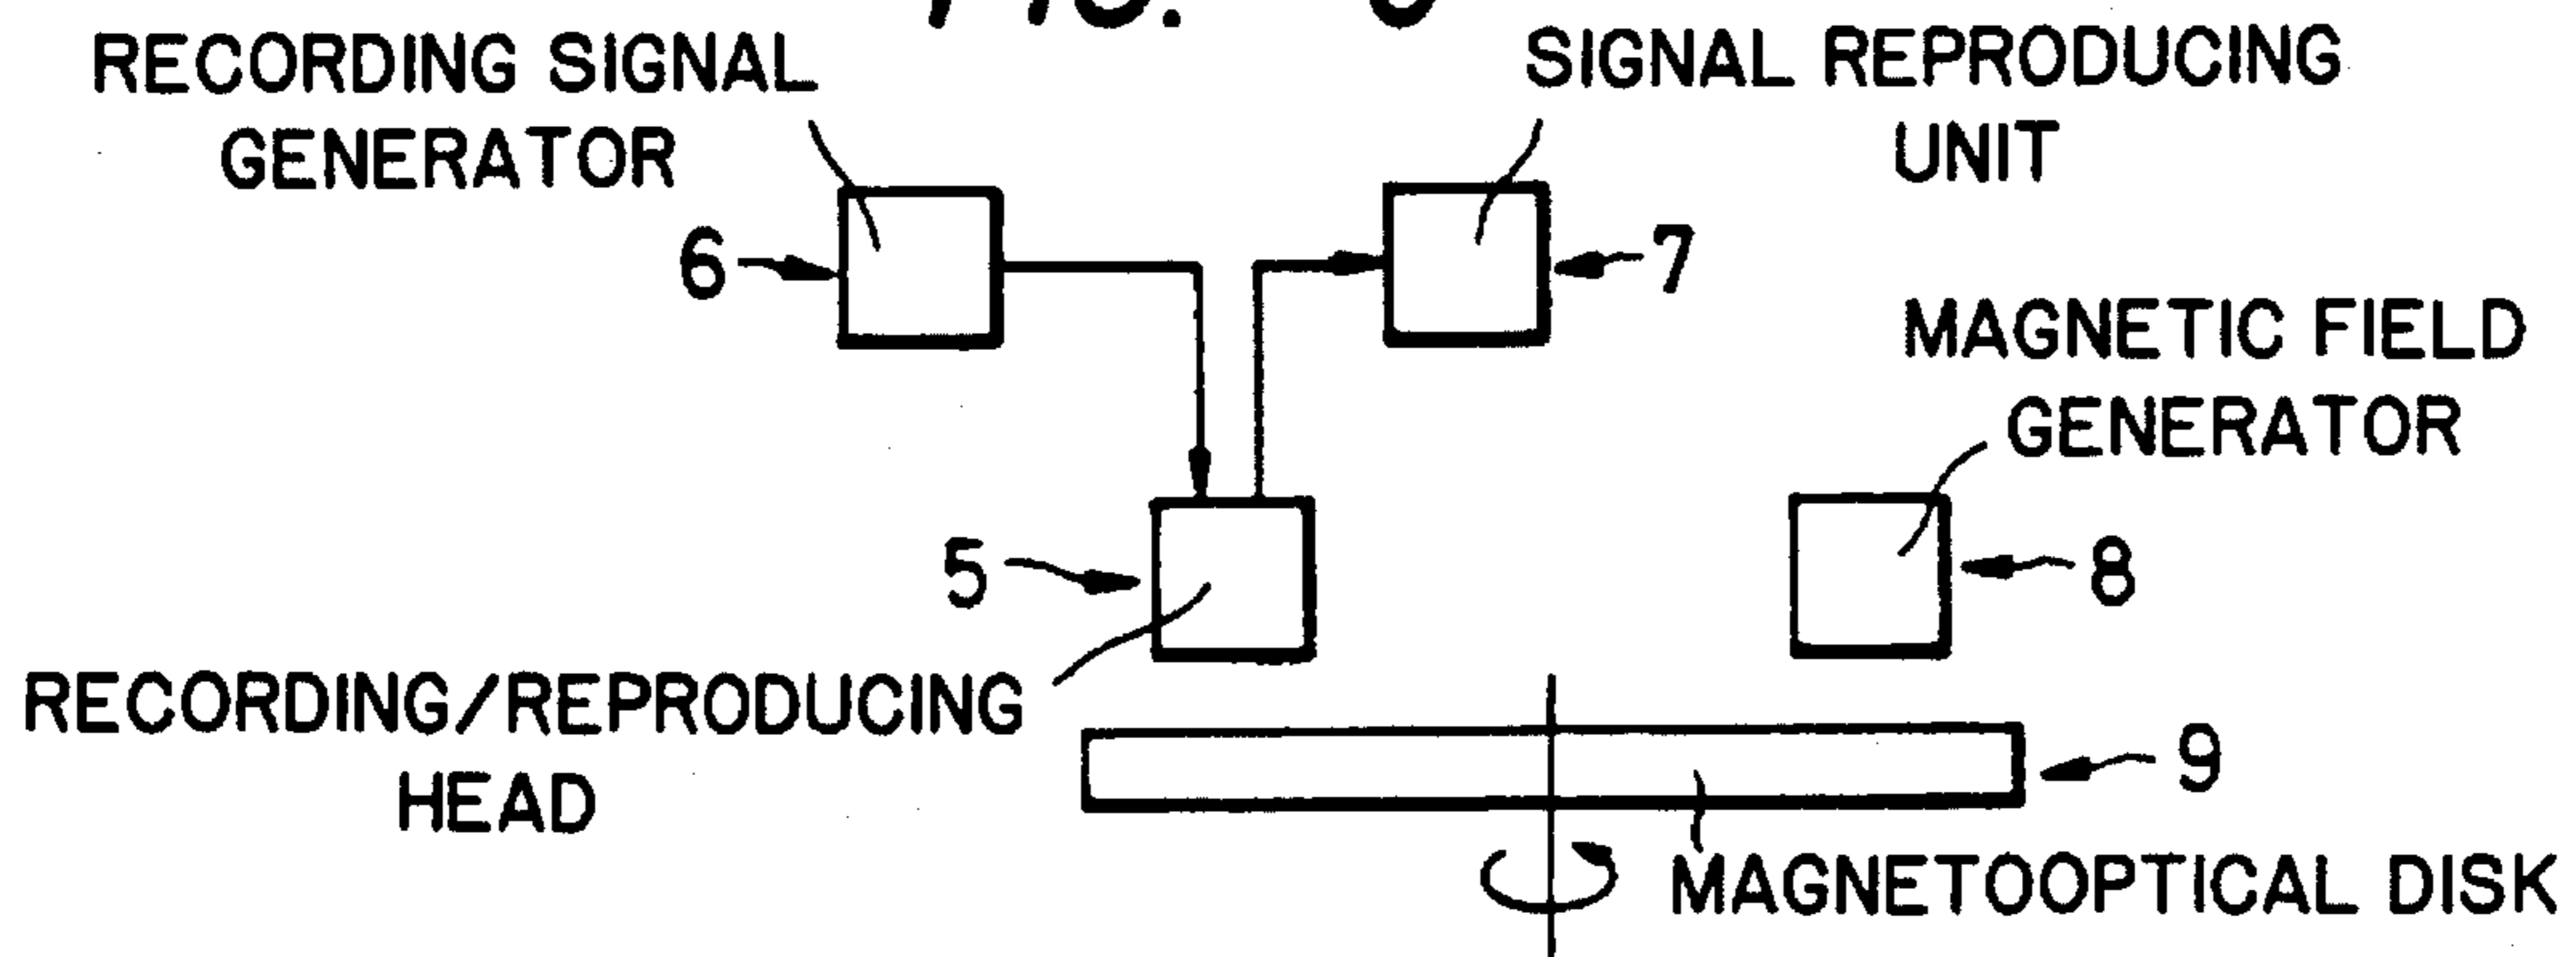 FIG.
RECORDING SIGNAL
GENERATOR
SIGNAL REPRODUCING
UNIT
6
7
MAGNETIC FIELD
GENERATOR
5
8
RECORDING/REPRODUCING
HEAD
9
MAGNETOOPTICAL DISK